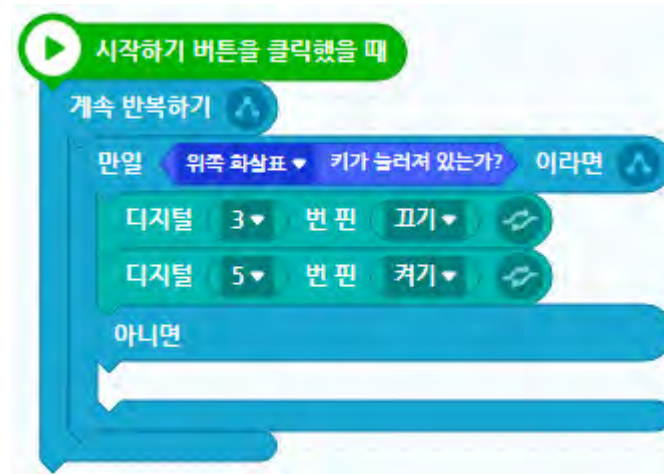 시작하기 버튼을 클릭했을 때
계속 반복하기
만일 위쪽 화살표 키가 눌러져 있는가? 이라면
디지털 3 번 핀 끄기
디지털 5 번 핀 켜기
아니면